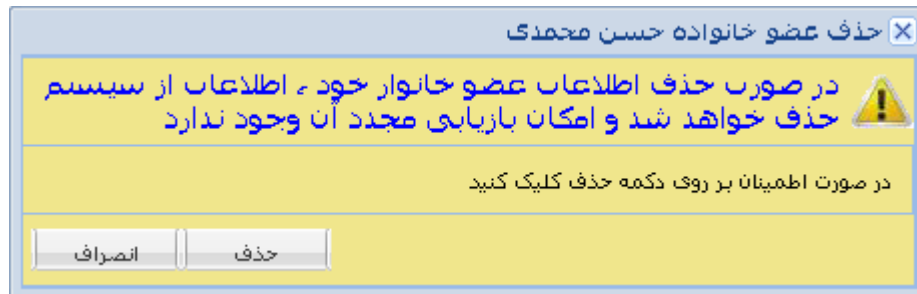 حذف عضو خانواده حسن محمدی
در صورت حذف اطلاعات عضو خانوار خود ، اطلاعات از سیستم
حذف خواهد شد و امکان بازیابی مجدد آن وجود ندارد
در صورت اطمینان بر روی دکمه حذف کلیک کنید
حذف
انصراف